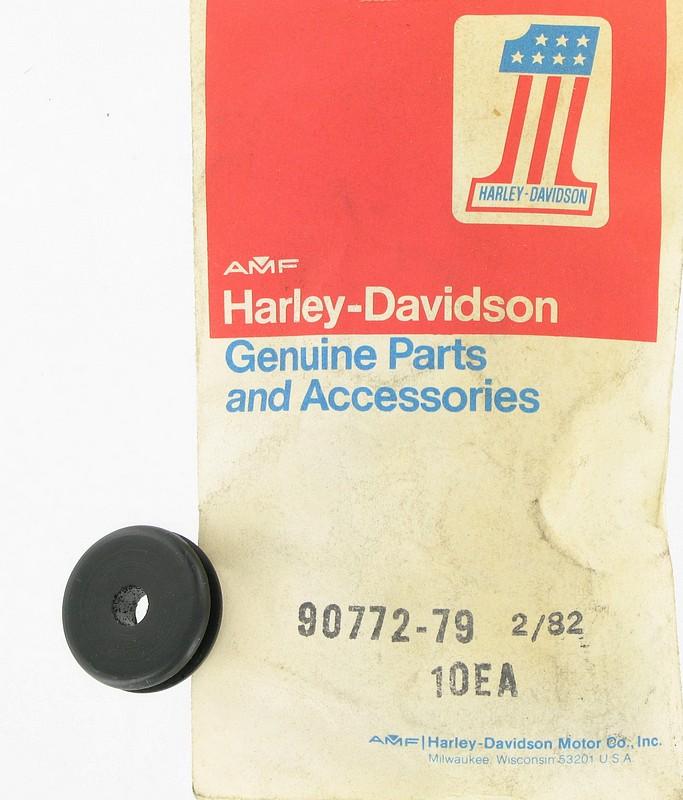 1
HARLEY-DAVIDSON
AMF
Harley-Davidson
Genuine Parts
and Accessories
90772-79 2/82
10EA
AMF | Harley-Davidson Motor Co., Inc.
Milwaukee, Wisconsin 53201 U.S.A.